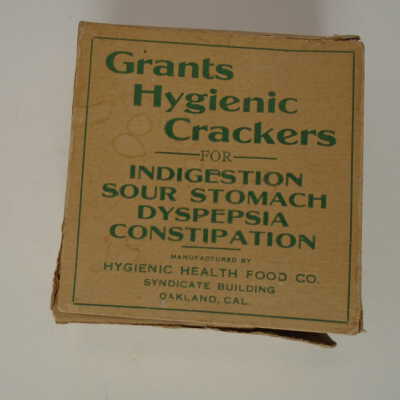 Grants
Hygienic
Crackers
FOR
INDIGESTION
SOUR STOMACH
DYSPEPSIA
CONSTIPATION
MANUFACTURED BY
HYGIENIC HEALTH FOOD CO.
SYNDICATE BUILDING
OAKLAND, CAL.